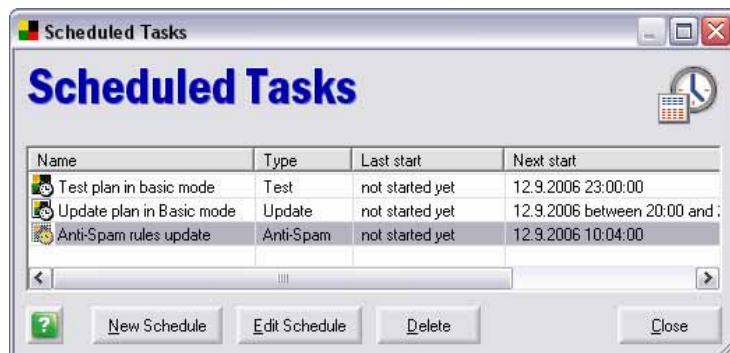 Scheduled Tasks
Scheduled Tasks
Name Type Last start Next start
Test plan in basic mode Test not started yet 12.9.2006 23:00:00
Update plan in Basic mode Update not started yet 12.9.2006 between 20:00 and
Anti-Spam rules update Anti-Spam not started yet 12.9.2006 10:04:00
? New Schedule Edit Schedule Delete Close